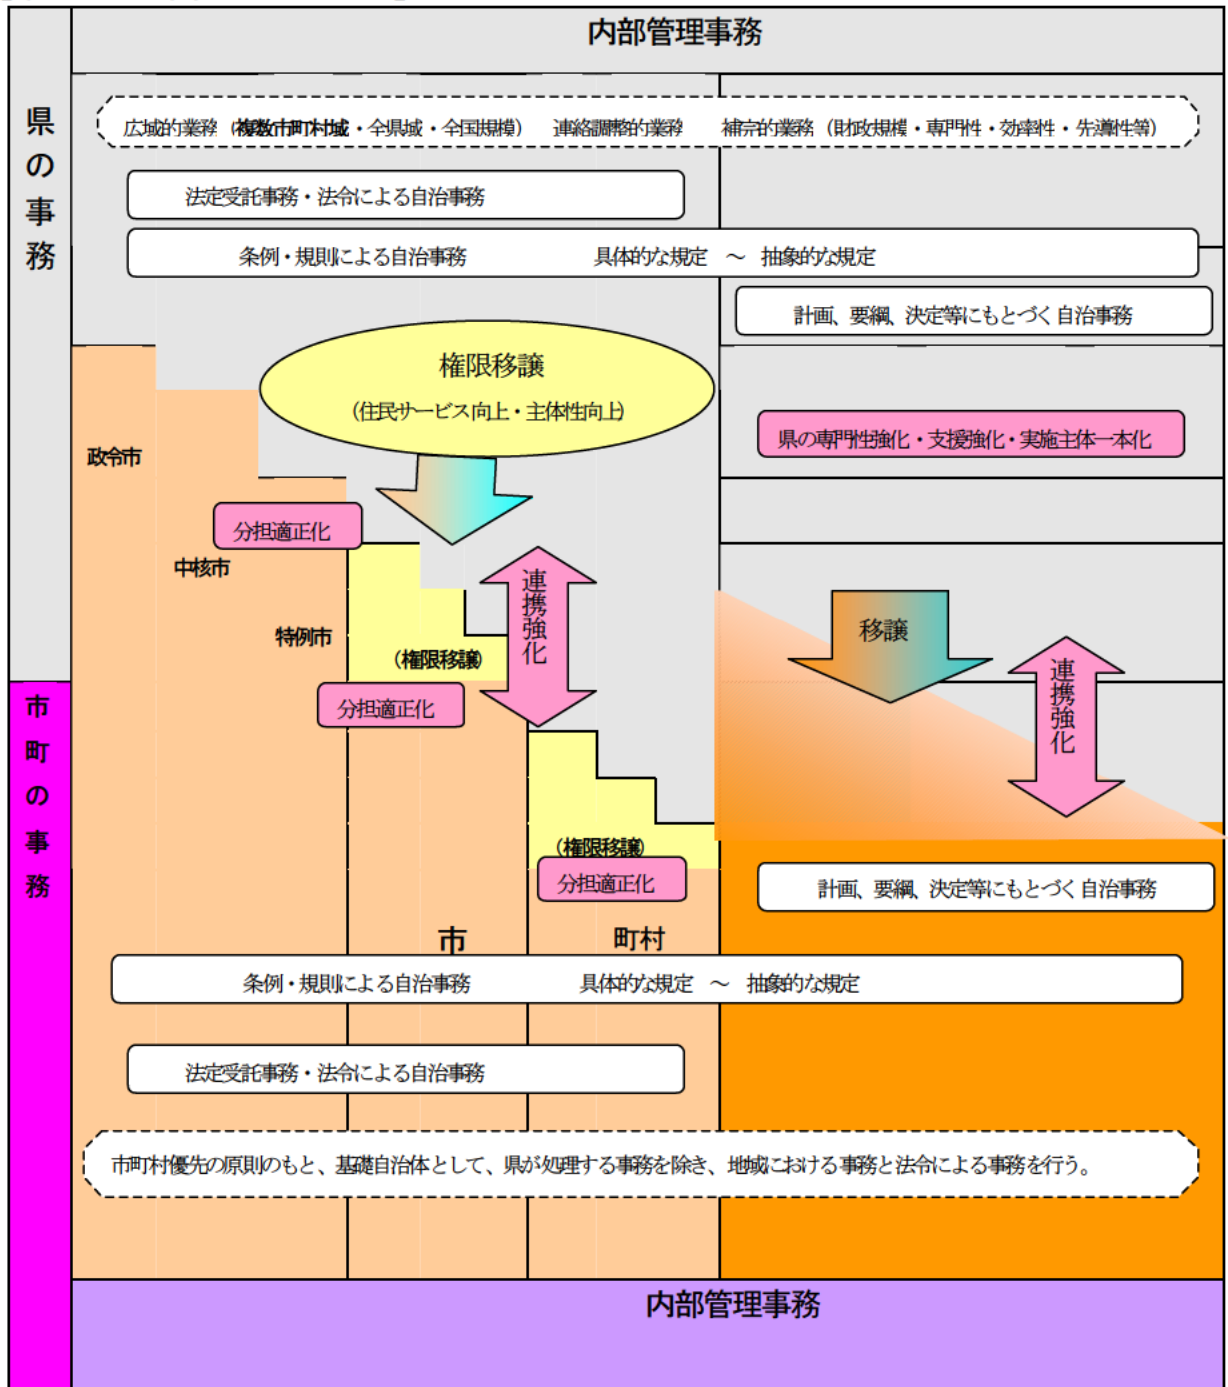 内部管理事務
県の事務
広域的業務（複数市町村域・全県域・全国規模）　連絡調整的業務　補完的業務（財政規模・専門性・効率性・先導性等）
法定受託事務・法令による自治事務
条例・規則による自治事務　具体的な規定　～　抽象的な規定
計画、要綱、決定等にもとづく自治事務
権限移譲
（住民サービス向上・主体性向上）
県の専門性強化・支援強化・実施主体一本化
政令市
分担適正化
中核市
特例市
（権限移譲）
連携強化
移譲
連携強化
分担適正化
市町の事務
（権限移譲）
分担適正化
計画、要綱、決定等にもとづく自治事務
市
町村
条例・規則による自治事務　具体的な規定　～　抽象的な規定
法定受託事務・法令による自治事務
市町村優先の原則のもと、基礎自治体として、県が処理する事務を除き、地域における事務と法令による事務を行う。
内部管理事務